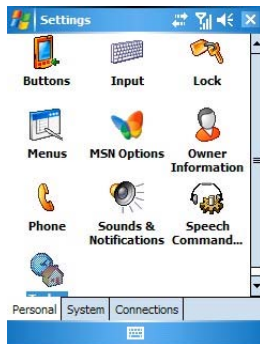 Settings
Buttons Input Lock
Menus MSN Options Owner
Information
Phone Sounds & Speech
Notifications Command...
Personal System Connections